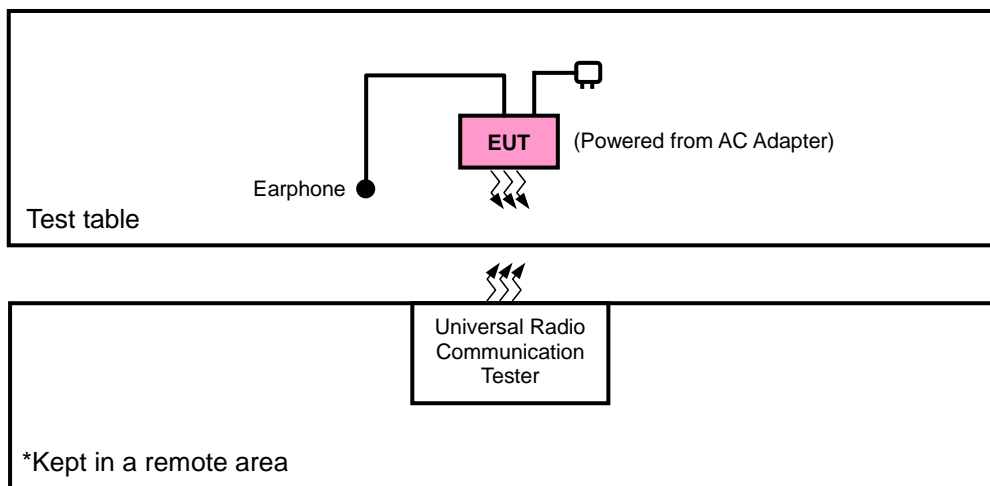 EUT
(Powered from AC Adapter)
Earphone
Test table
Universal Radio
Communication
Tester
*Kept in a remote area